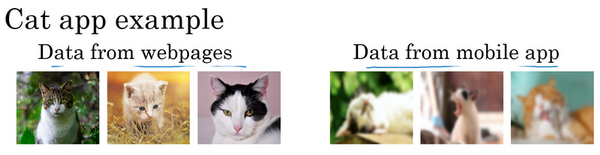 Cat app example
Data from webpages
Data from mobile app